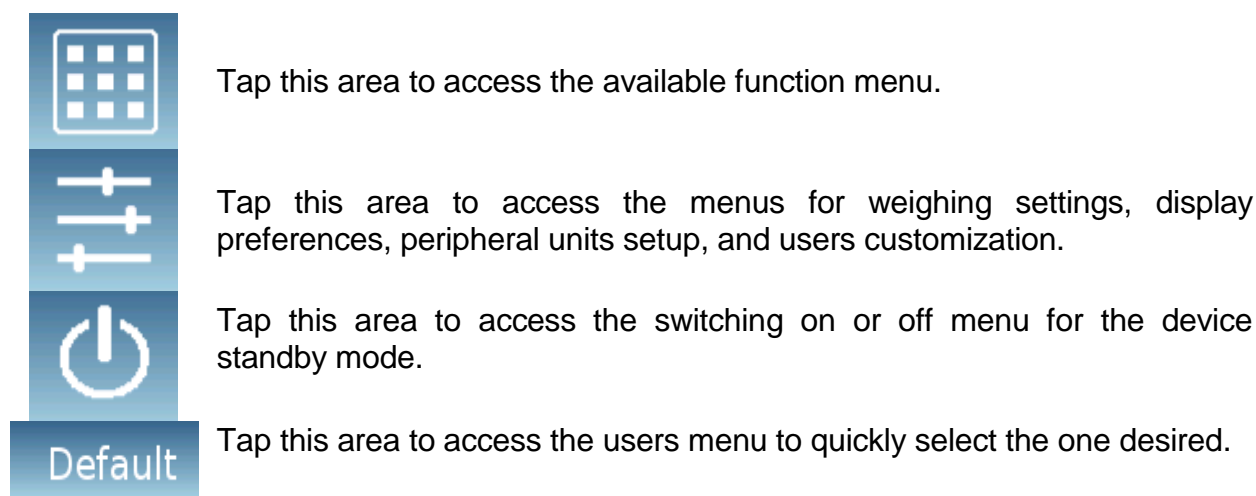 Tap this area to access the available function menu.
Tap this area to access the menus for weighing settings, display
preferences, peripheral units setup, and users customization.
Tap this area to access the switching on or off menu for the device
standby mode.
Default
Tap this area to access the users menu to quickly select the one desired.